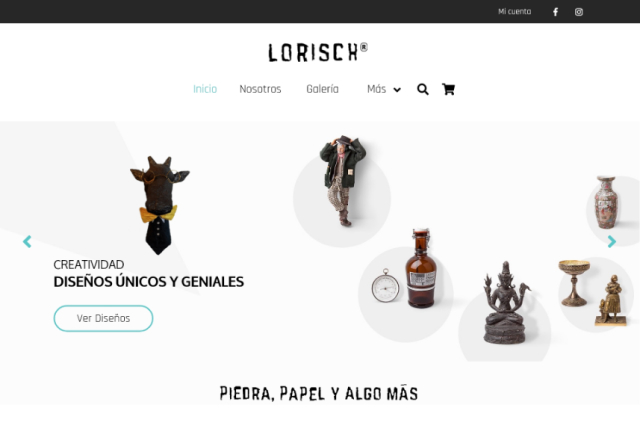 Mi cuenta
LORISCH®
Inicio
Nosotros
Galería
Más
CREATIVIDAD
DISEÑOS ÚNICOS Y GENIALES
Ver Diseños
PIEDRA, PAPEL Y ALGO MÁS